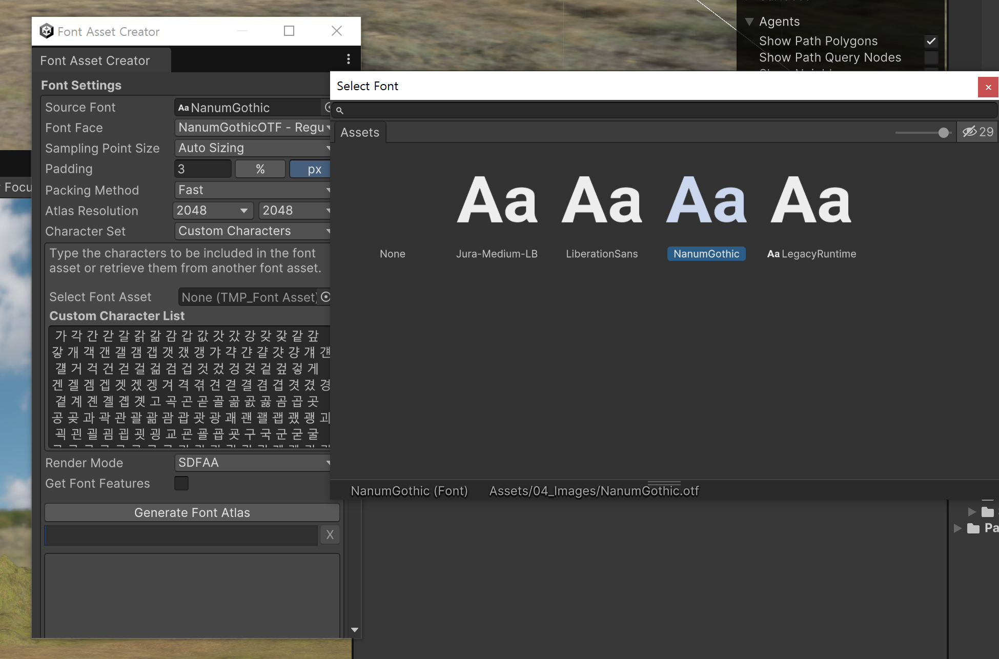 Font Asset Creator
Font Asset Creator
Font Settings
Source Font
Aa NanumGothic
Font Face
NanumGothicOTF - Regu
Sampling Point Size
Auto Sizing
Padding
3
%
px
Packing Method
Fast
Atlas Resolution
2048
2048
Character Set
Custom Characters
Type the characters to be included in the font
asset or retrieve them from another font asset.
Select Font Asset
None (TMP_Font Asset)
Custom Character List
가 각 간 갇 갈 갉 갊 감 갑 값 갓 갔 강 갖 갗 같 갚
갛 개 객 갠 갤 갬 갭 갯 갰 갱 갸 갹 갼 걀 걋 걍 걔 걘
걜 거 걱 건 걷 걸 걺 검 겁 것 겄 겅 겆 겉 겊 겋 게
겐 겔 겜 겝 겟 겠 겡 겨 격 겪 견 겯 결 겸 겹 겻 겼 경
곁 계 곈 곌 곕 곗 고 곡 곤 곧 골 곪 곬 곯 곰 곱 곳
공 곶 과 곽 관 괄 괆 괌 괍 괏 광 괘 괜 괠 괩 괬 괭 괴
괵 괸 괼 굄 굅 굇 굉 교 굔 굘 굡 굣 구 국 군 굳 굴
Render Mode
SDFAA
Get Font Features
Generate Font Atlas
X
Agents
Show Path Polygons
Show Path Query Nodes
Select Font
Assets
29
Aa Aa Aa Aa
None
Jura-Medium-LB
LiberationSans
NanumGothic
Aa LegacyRuntime
NanumGothic (Font)
Assets/04_Images/NanumGothic.otf
Focu
Pa